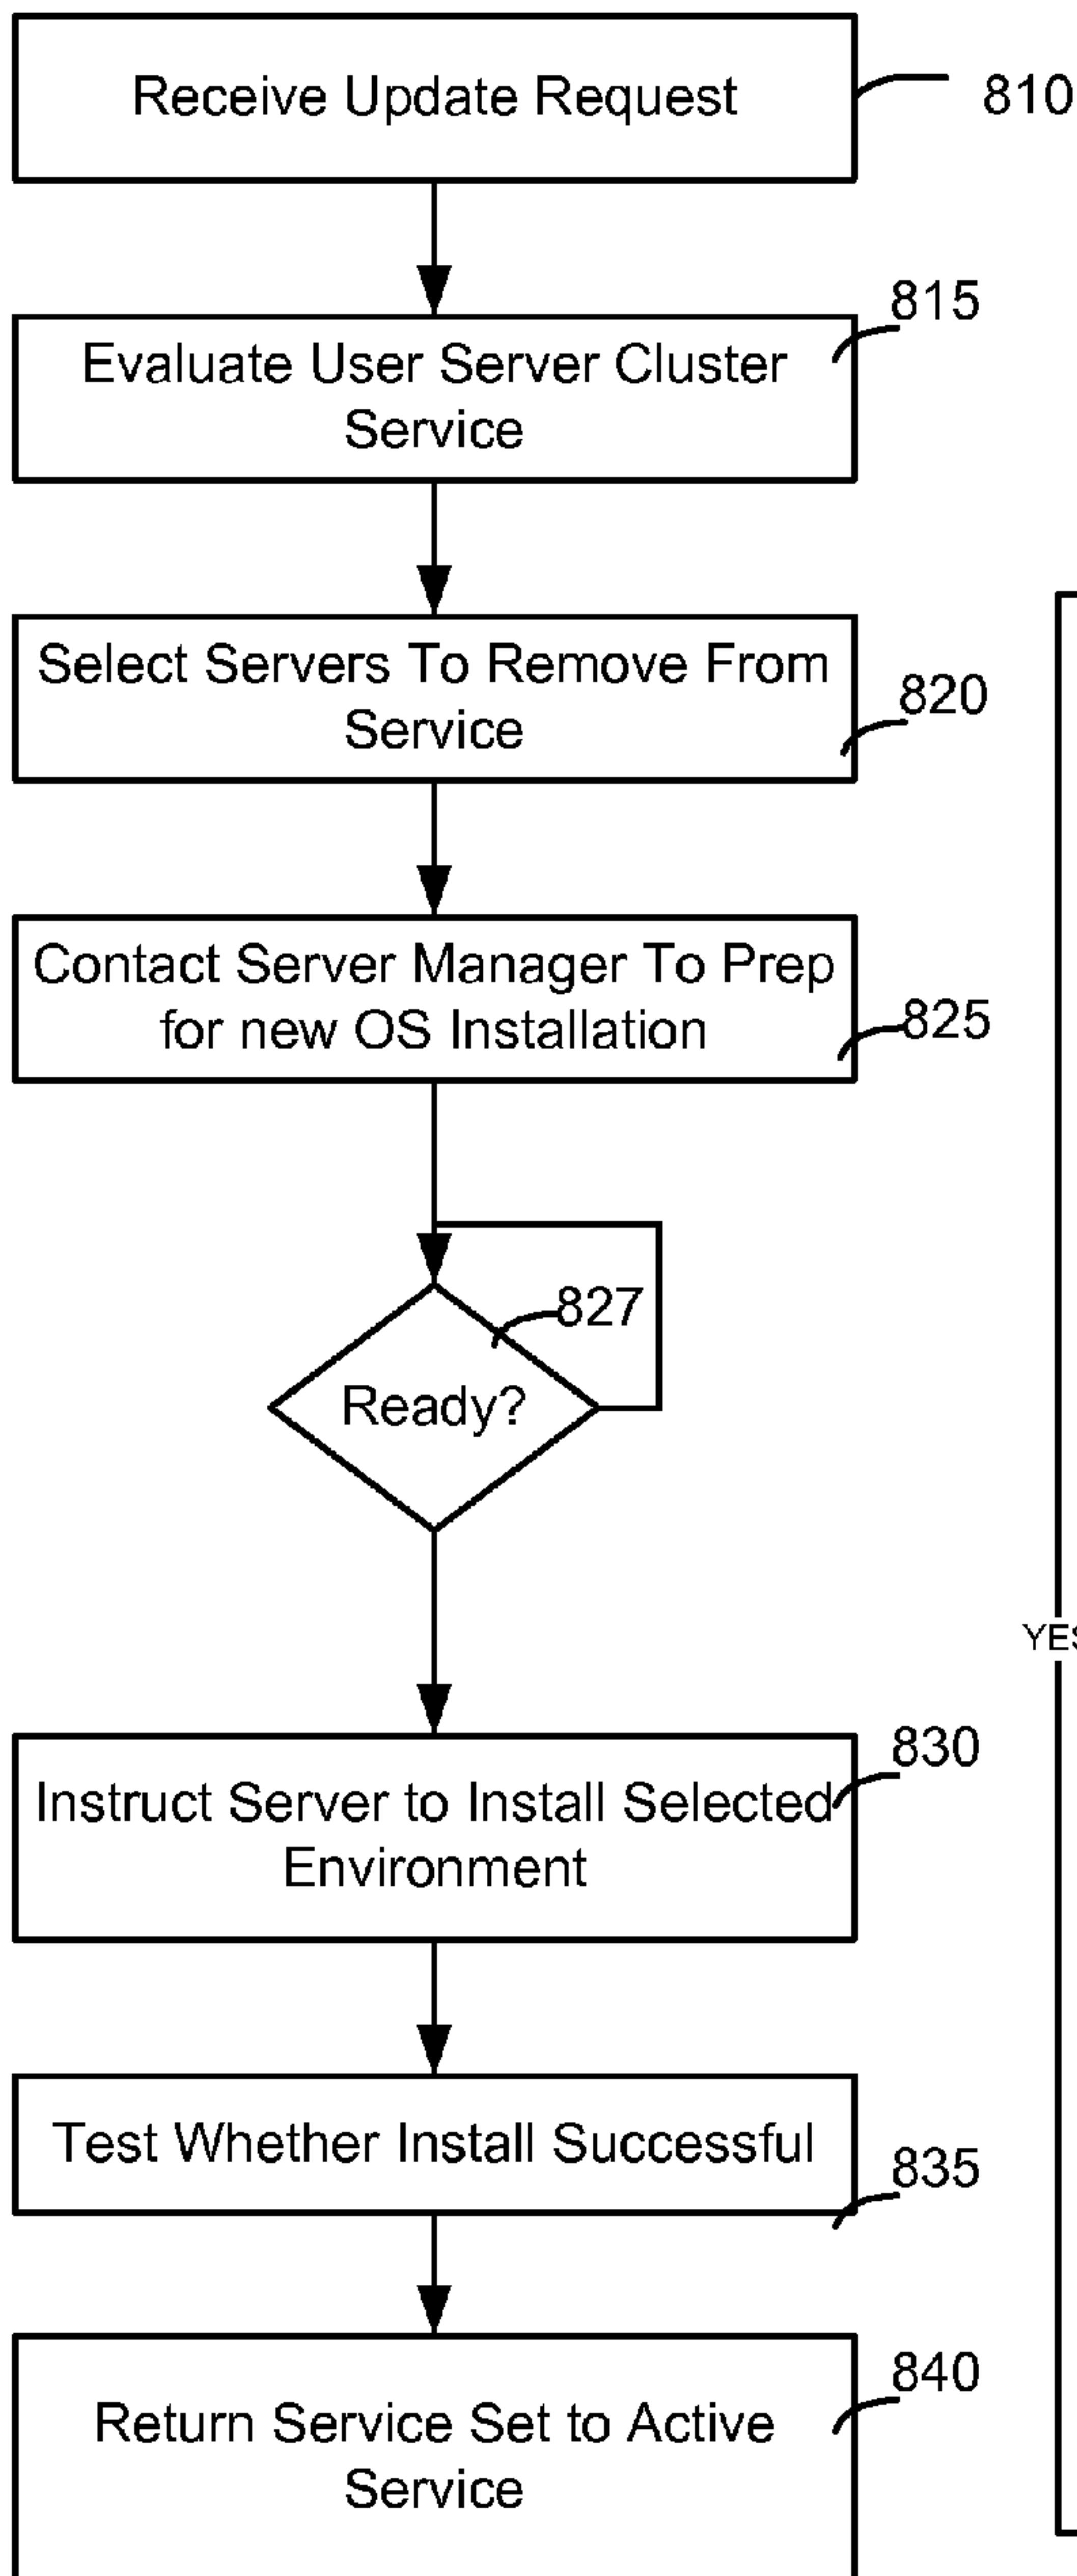 Receive Update Request
810
815
Evaluate User Server Cluster
Service
Select Servers To Remove From
Service
820
Contact Server Manager To Prep
for new OS Installation
825
827
Ready?
830
Instruct Server to Install Selected
Environment
Test Whether Install Successful
835
840
Return Service Set to Active
Service